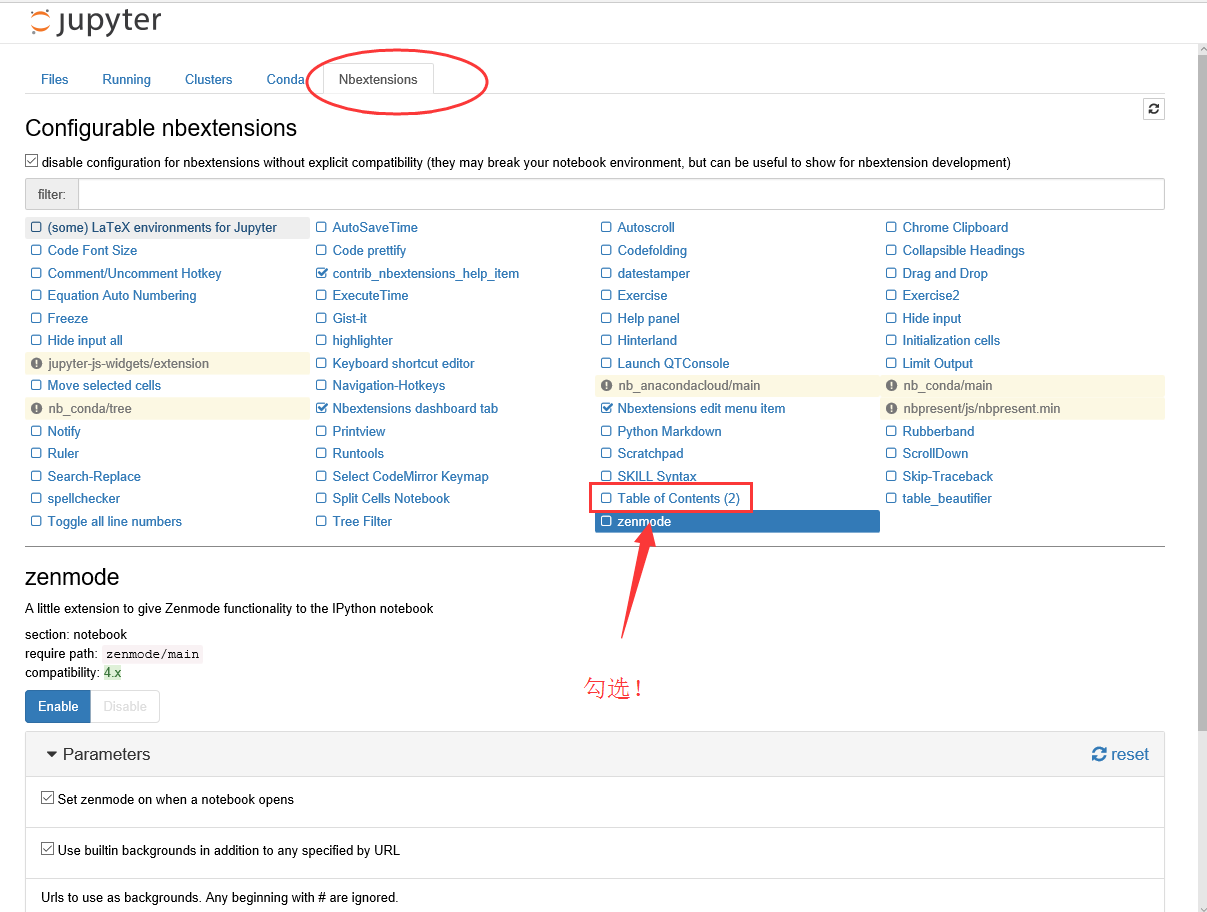 jupyter
Files Running Clusters Conda Nbextensions
Configurable nbextensions
disable configuration for nbextensions without explicit compatibility (they may break your notebook environment, but can be useful to show for nbextension development)
filter:
(some) LaTeX environments for Jupyter AutoSaveTime Autoscroll Chrome Clipboard
Code Font Size Code prettify Codefolding Collapsible Headings
Comment/Uncomment Hotkey contrib_nbextensions_help_item datestamper Drag and Drop
Equation Auto Numbering ExecuteTime Exercise Exercise2
Freeze Gist-it Help panel Hide input
Hide input all highlighter Hinterland Initialization cells
jupyter-js-widgets/extension Keyboard shortcut editor Launch QTConsole Limit Output
Move selected cells Navigation-Hotkeys nb_anacondacloud/main nb_conda/main
nb_conda/tree Nbextensions dashboard tab Nbextensions edit menu item nbpresent/js/nbpresent.min
Notify Printview Python Markdown Rubberband
Ruler Runtools Scratchpad ScrollDown
Search-Replace Select CodeMirror Keymap SKILL Syntax Skip-Traceback
spellchecker Split Cells Notebook Table of Contents (2) table_beautifier
Toggle all line numbers Tree Filter zenmode
勾选！
zenmode
A little extension to give Zenmode functionality to the IPython notebook
section: notebook
require path: zenmode/main
compatibility: 4.x
Enable Disable
Parameters reset
Set zenmode on when a notebook opens
Use builtin backgrounds in addition to any specified by URL
Urls to use as backgrounds. Any beginning with # are ignored.